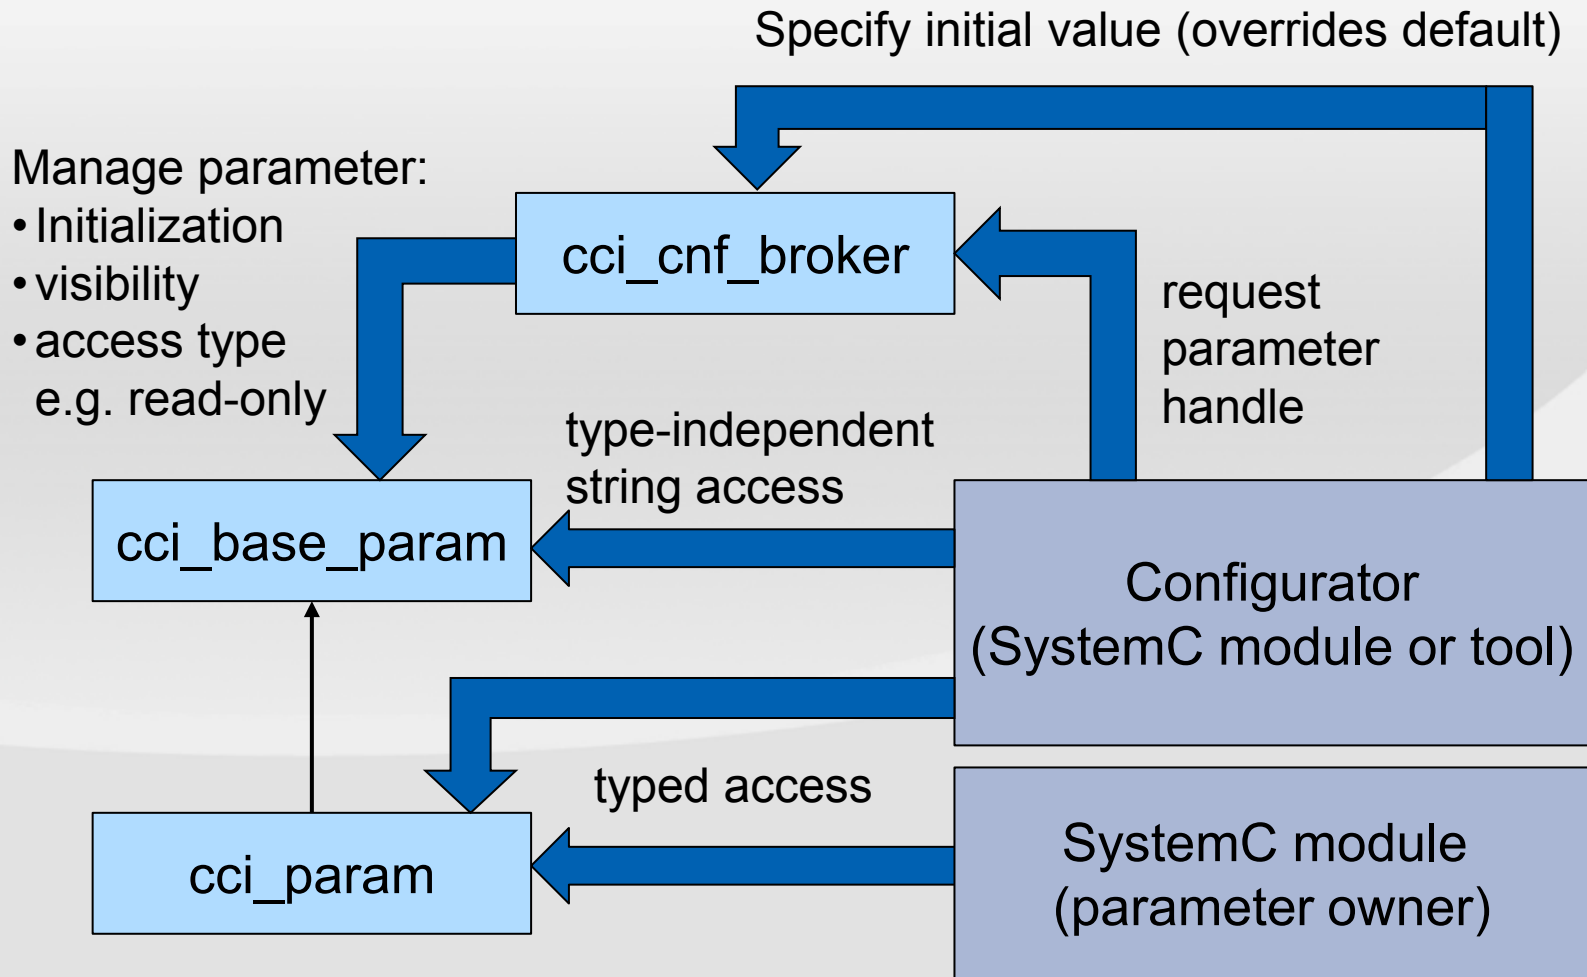 Specify initial value (overrides default)
Manage parameter:
•Initialization
•visibility
•access type
e.g. read-only
cci_cnf_broker
request
parameter
handle
type-independent
string access
cci_base_param
Configurator
(SystemC module or tool)
typed access
cci_param
SystemC module
(parameter owner)